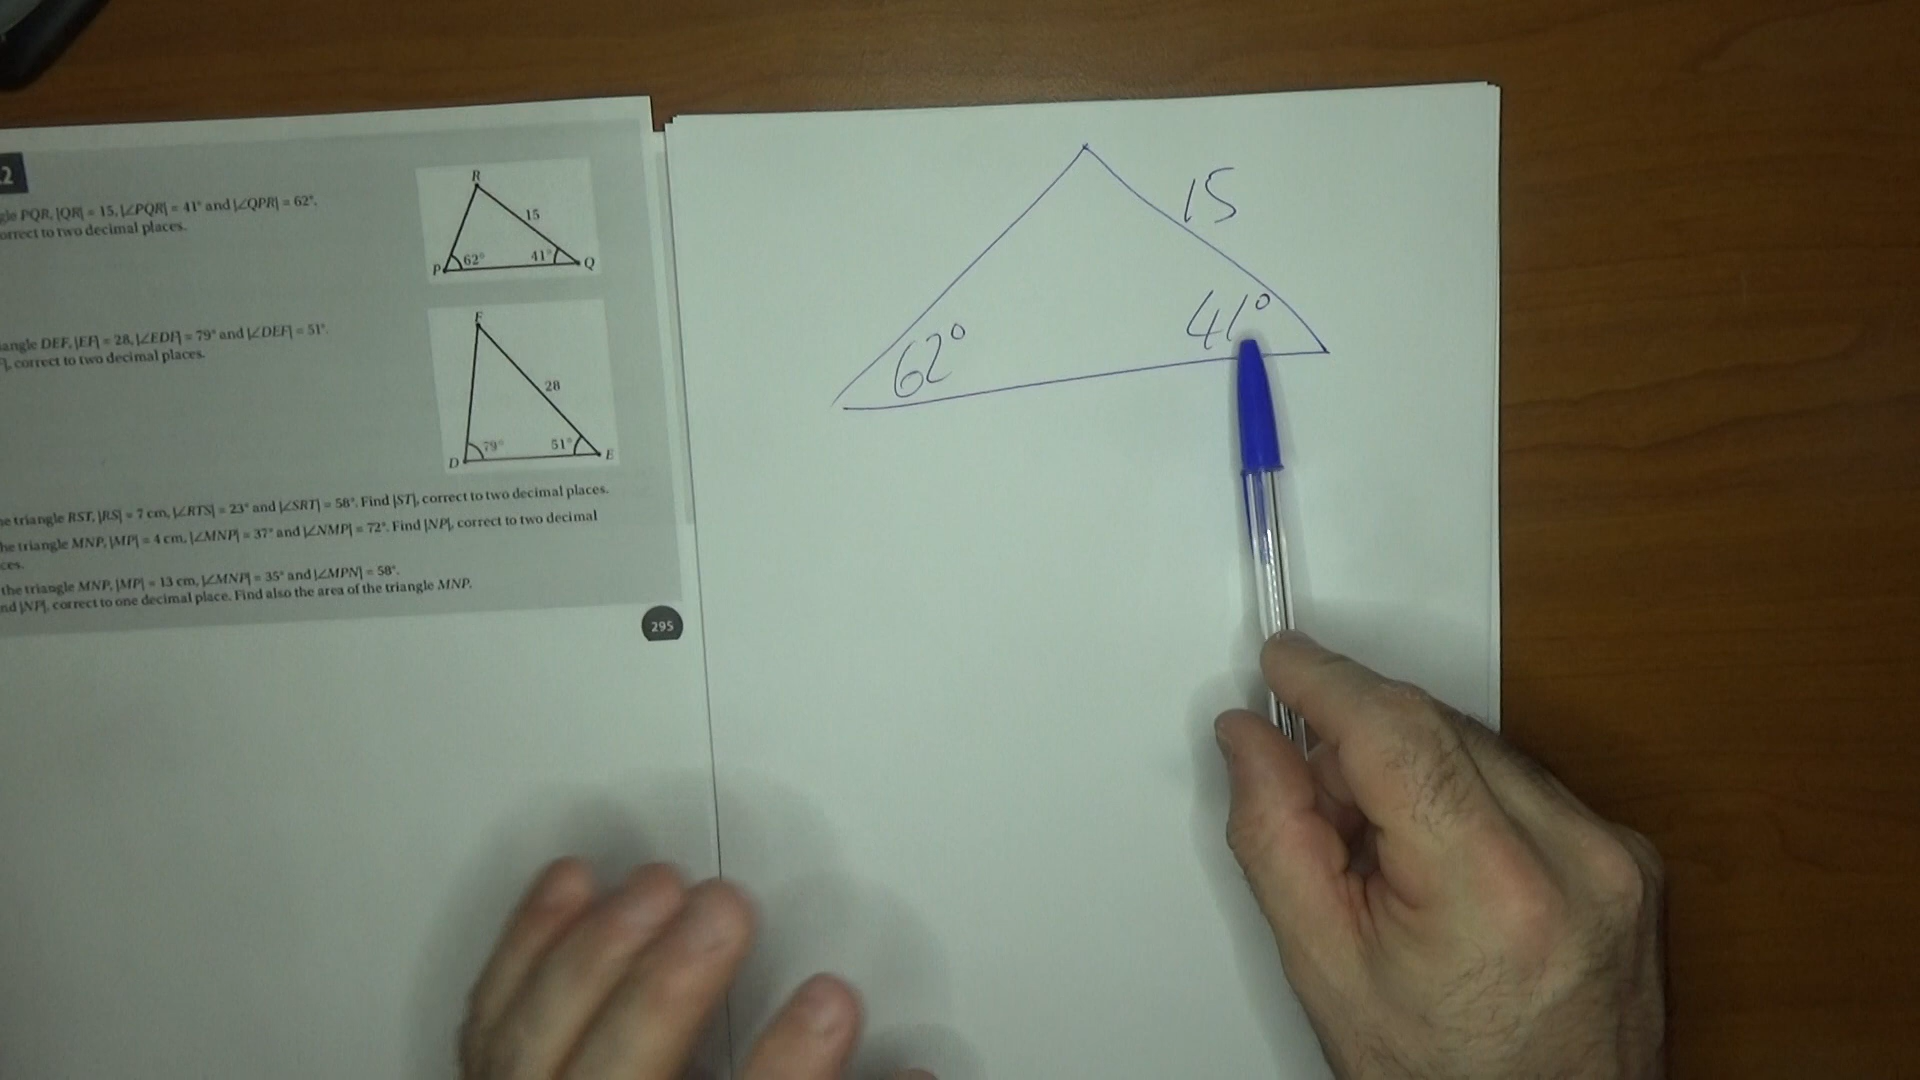 .2
gle PQR, |QR| = 15, |∠PQR| = 41° and |∠QPR| = 62°.
orrect to two decimal places.
R
15
62°
41°
P
Q
angle DEF, |EF| = 28, |∠EDF| = 79° and |∠DEF| = 51°.
, correct to two decimal places.
F
28
79°
51°
D
E
e triangle RST, |RS| = 7 cm, |∠RTS| = 23° and |∠SRT| = 58°. Find |ST|, correct to two decimal places.
he triangle MNP, |MP| = 4 cm, |∠MNP| = 37° and |∠NMP| = 72°. Find |NP|, correct to two decimal
ces.
the triangle MNP, |MP| = 13 cm, |∠MNP| = 35° and |∠MPN| = 58°.
nd |NP|, correct to one decimal place. Find also the area of the triangle MNP.
295
15
62°
41°